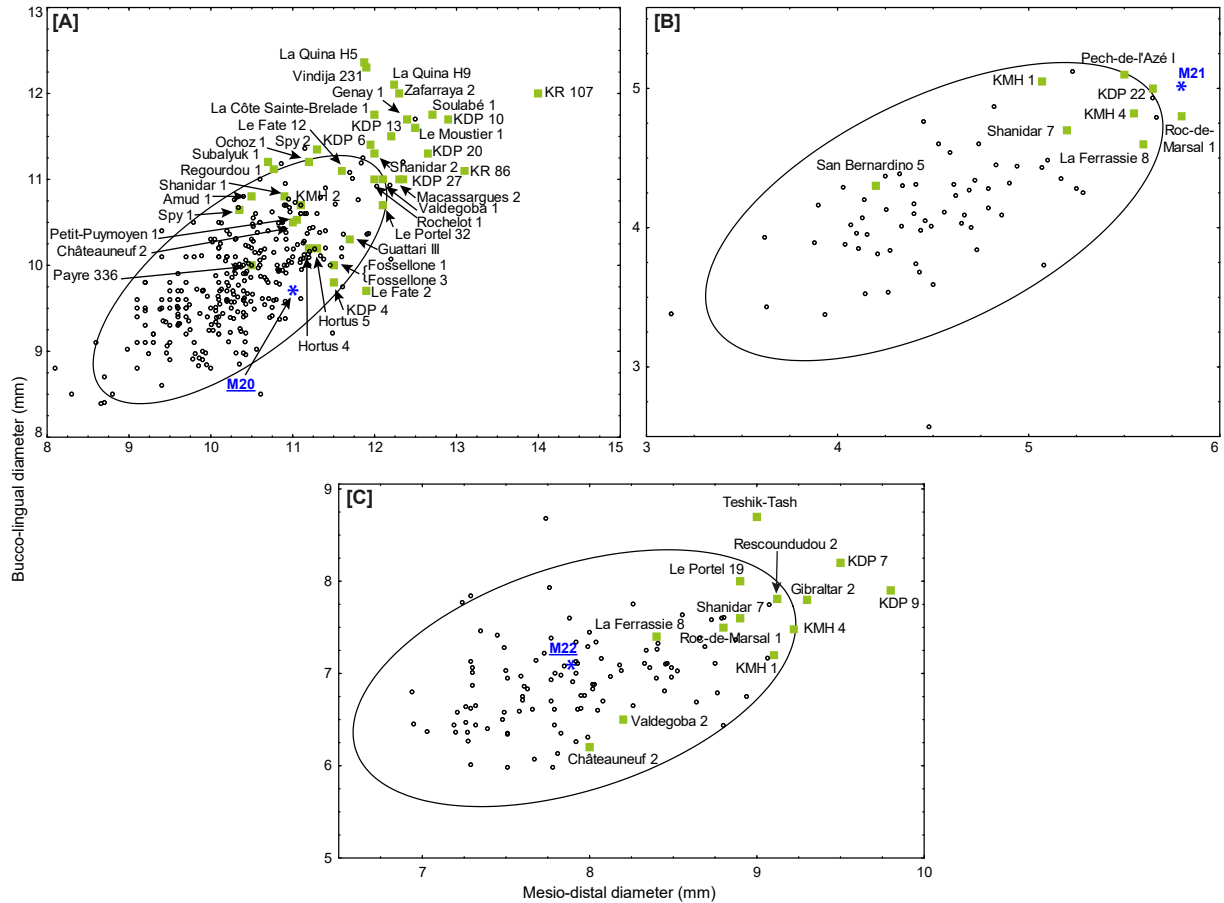 [A]
13
12
11
10
9
8
La Quina H5
Vindija 231
La Quina H9
Genay 1
Zafarraya 2
KR 107
La Côte Sainte-Brelade 1
Soulabé 1
KDP 13
KDP 10
Le Fate 12
Le Moustier 1
Ochoz 1
Spy 2
KDP 6
KDP 20
Subalyuk 1
Shanidar 2
KR 86
Regourdou 1
KDP 27
Shanidar 1
KMH 2
Macassargues 2
Amud 1
Valdegoba 1
Spy 1
Rochelot 1
Petit-Puymoyen 1
Le Portel 32
Châteauneuf 2
Guattari III
Payre 336
Fossellone 1
{
Fossellone 3
Le Fate 2
KDP 4
Hortus 5
Hortus 4
M20
8 9 10 11 12 13 14 15
[B]
5
4
3
Pech-de-l'Azé I
M21
KMH 1
KDP 22
KMH 4
Shanidar 7
Roc-de-
Marsal 1
La Ferrassie 8
San Bernardino 5
3 4 5 6
Bucco-lingual diameter (mm)
[C]
9
8
7
6
5
Teshik-Tash
Rescoundudou 2
KDP 7
Le Portel 19
Gibraltar 2
KDP 9
Shanidar 7
La Ferrassie 8
KMH 4
Roc-de-Marsal 1
M22
KMH 1
Valdegoba 2
Châteauneuf 2
7 8 9 10
Mesio-distal diameter (mm)